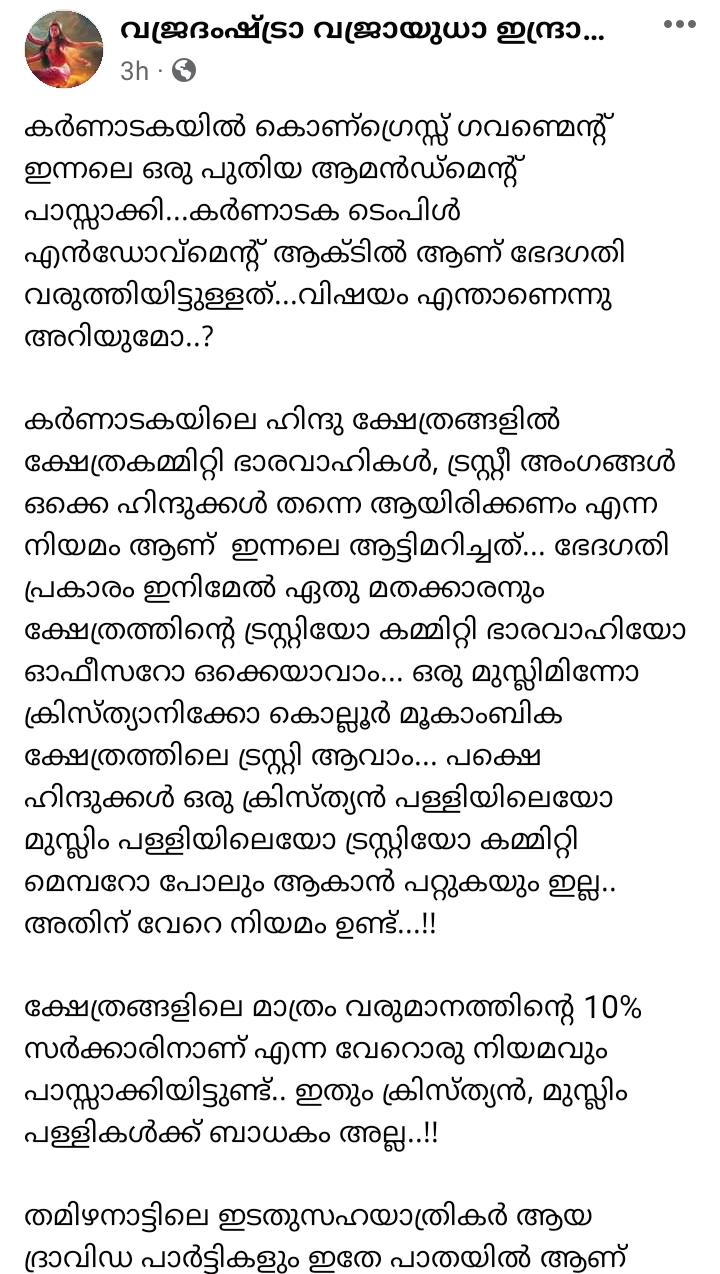 വജ്രദംഷ്ട്രാ വജ്രായുധാ ഇന്ദ്രാ...
3h ·
കർണാടകയിൽ കൊണ്ഗ്രെസ്സ് ഗവണ്മെന്റ്
ഇന്നലെ ഒരു പുതിയ ആമൻഡ്മെന്റ്
പാസ്സാക്കി...കർണാടക ടെംപിൾ
എൻഡോവ്മെന്റ് ആക്ടിൽ ആണ് ഭേദഗതി
വരുത്തിയിട്ടുള്ളത്...വിഷയം എന്താണെന്നു
അറിയുമോ..?
കർണാടകയിലെ ഹിന്ദു ക്ഷേത്രങ്ങളിൽ
ക്ഷേത്രകമ്മിറ്റി ഭാരവാഹികൾ, ട്രസ്റ്റീ അംഗങ്ങൾ
ഒക്കെ ഹിന്ദുക്കൾ തന്നെ ആയിരിക്കണം എന്ന
നിയമം ആണ്  ഇന്നലെ ആട്ടിമറിച്ചത്... ഭേദഗതി
പ്രകാരം ഇനിമേൽ ഏതു മതക്കാരനും
ക്ഷേത്രത്തിന്റെ ട്രസ്റ്റിയോ കമ്മിറ്റി ഭാരവാഹിയോ
ഓഫീസറോ ഒക്കെയാവാം... ഒരു മുസ്ലിമിന്നോ
ക്രിസ്ത്യാനിക്കോ കൊല്ലൂർ മൂകാംബിക
ക്ഷേത്രത്തിലെ ട്രസ്റ്റി ആവാം... പക്ഷെ
ഹിന്ദുക്കൾ ഒരു ക്രിസ്ത്യൻ പള്ളിയിലെയോ
മുസ്ലിം പള്ളിയിലെയോ ട്രസ്റ്റിയോ കമ്മിറ്റി
മെമ്പറോ പോലും ആകാൻ പറ്റുകയും ഇല്ല..
അതിന് വേറെ നിയമം ഉണ്ട്...!!
ക്ഷേത്രങ്ങളിലെ മാത്രം വരുമാനത്തിന്റെ 10%
സർക്കാരിനാണ് എന്ന വേറൊരു നിയമവും
പാസ്സാക്കിയിട്ടുണ്ട്.. ഇതും ക്രിസ്ത്യൻ, മുസ്ലിം
പള്ളികൾക്ക് ബാധകം അല്ല..!!
തമിഴനാട്ടിലെ ഇടതുസഹയാത്രികർ ആയ
ദ്രാവിഡ പാർട്ടികളും ഇതേ പാതയിൽ ആണ്